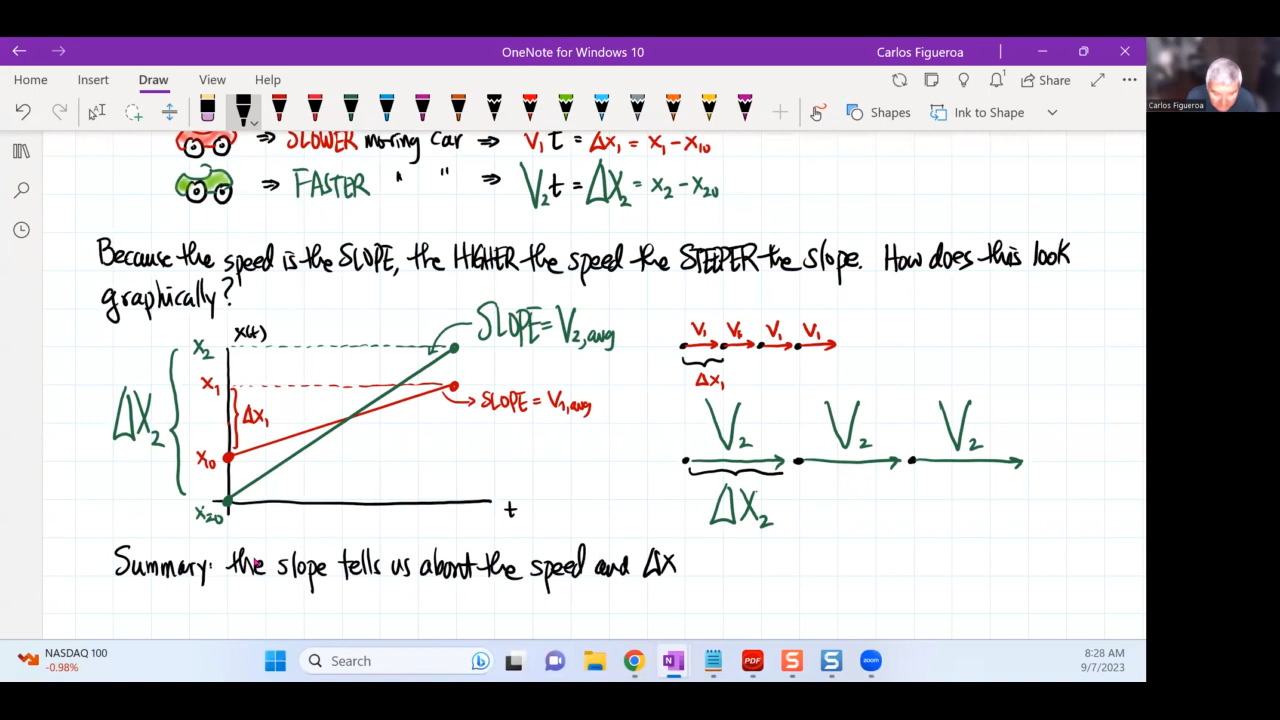 OneNote for Windows 10
Carlos Figueroa
Home Insert Draw View Help
Share
Shapes
Ink to Shape
Carlos Figueroa
⇒ SLOWER moving car ⇒ V₁t = Δx₁ = x₁ - x₁₀
⇒ FASTER " " ⇒ V₂t = Δx₂ = x₂ - x₂₀
Because the speed is the SLOPE, the HIGHER the speed the STEEPER the slope. How does this look
graphically?
x(t)
x₂
x₁
Δx₂
Δx₁
x₁₀
x₂₀
t
SLOPE = V₂,avg
SLOPE = V₁,avg
V₁ V₁ V₁ V₁
Δx₁
V₂ V₂ V₂
Δx₂
Summary: the slope tells us about the speed and Δx
NASDAQ 100
-0.98%
Search
PDF
S
S
zoom
8:28 AM
9/7/2023